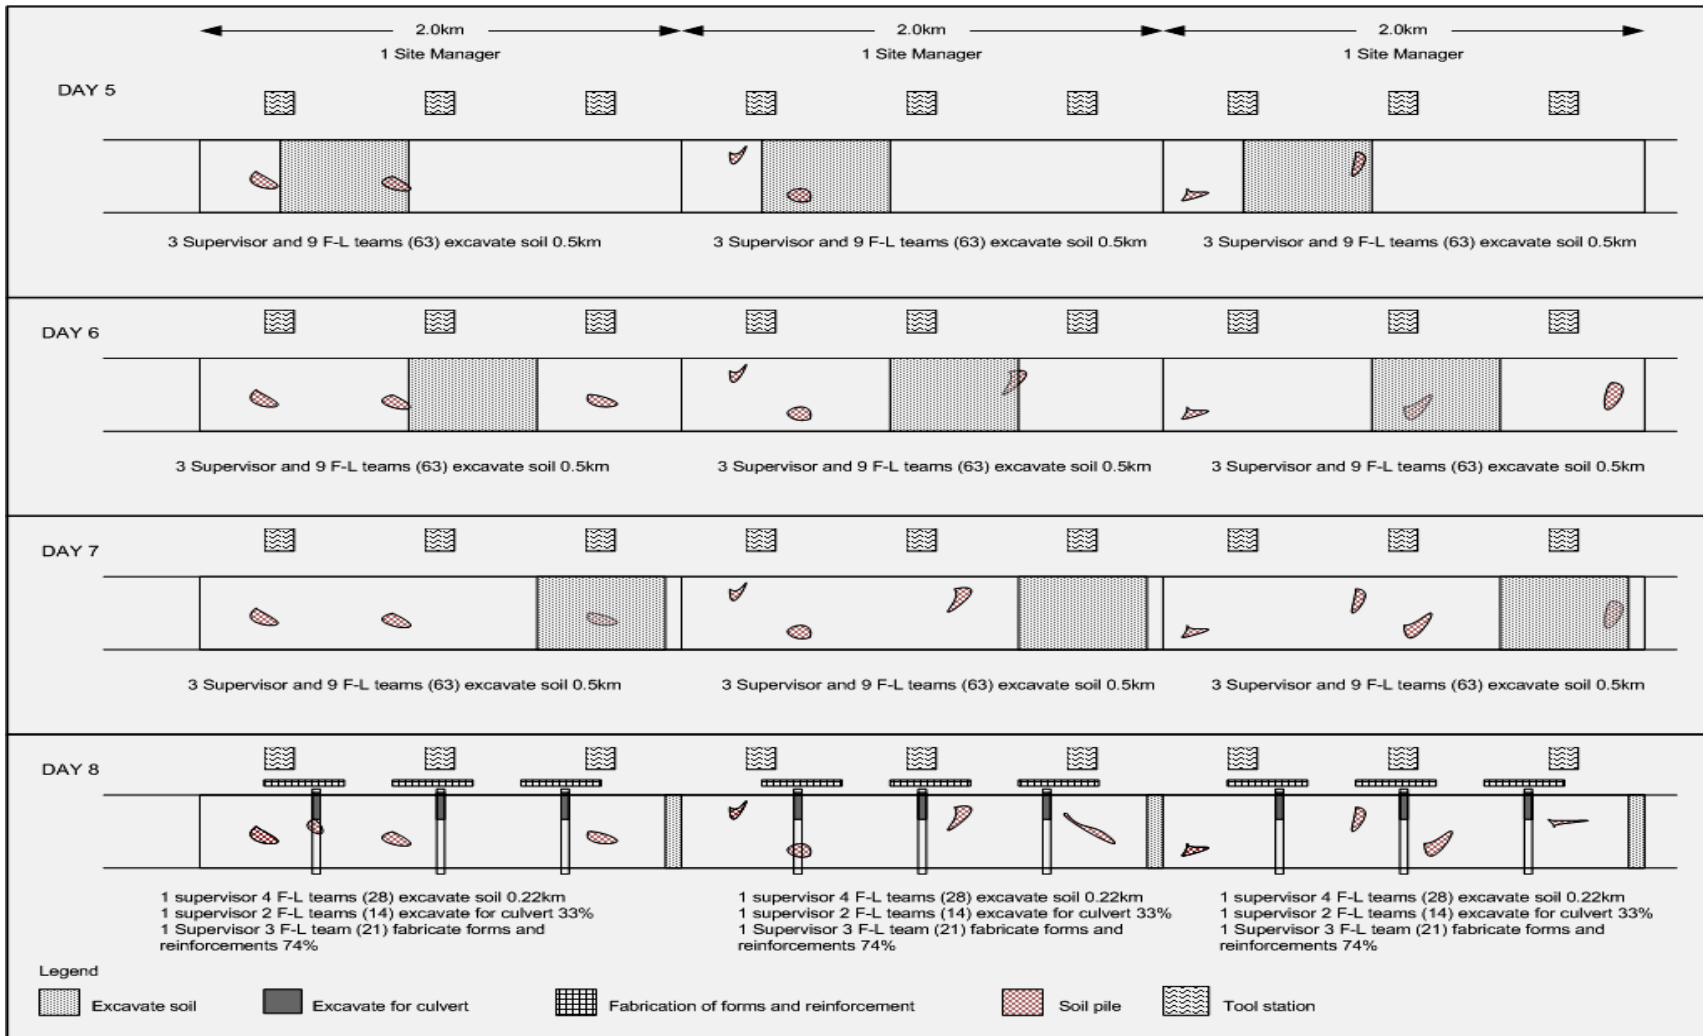 2.0km 2.0km 2.0km
1 Site Manager 1 Site Manager 1 Site Manager
DAY 5
3 Supervisor and 9 F-L teams (63) excavate soil 0.5km 3 Supervisor and 9 F-L teams (63) excavate soil 0.5km 3 Supervisor and 9 F-L teams (63) excavate soil 0.5km
DAY 6
3 Supervisor and 9 F-L teams (63) excavate soil 0.5km 3 Supervisor and 9 F-L teams (63) excavate soil 0.5km 3 Supervisor and 9 F-L teams (63) excavate soil 0.5km
DAY 7
3 Supervisor and 9 F-L teams (63) excavate soil 0.5km 3 Supervisor and 9 F-L teams (63) excavate soil 0.5km 3 Supervisor and 9 F-L teams (63) excavate soil 0.5km
DAY 8
1 supervisor 4 F-L teams (28) excavate soil 0.22km
1 supervisor 2 F-L teams (14) excavate for culvert 33%
1 Supervisor 3 F-L team (21) fabricate forms and
reinforcements 74%
1 supervisor 4 F-L teams (28) excavate soil 0.22km
1 supervisor 2 F-L teams (14) excavate for culvert 33%
1 Supervisor 3 F-L team (21) fabricate forms and
reinforcements 74%
1 supervisor 4 F-L teams (28) excavate soil 0.22km
1 supervisor 2 F-L teams (14) excavate for culvert 33%
1 Supervisor 3 F-L team (21) fabricate forms and
reinforcements 74%
Legend
Excavate soil Excavate for culvert Fabrication of forms and reinforcement Soil pile Tool station